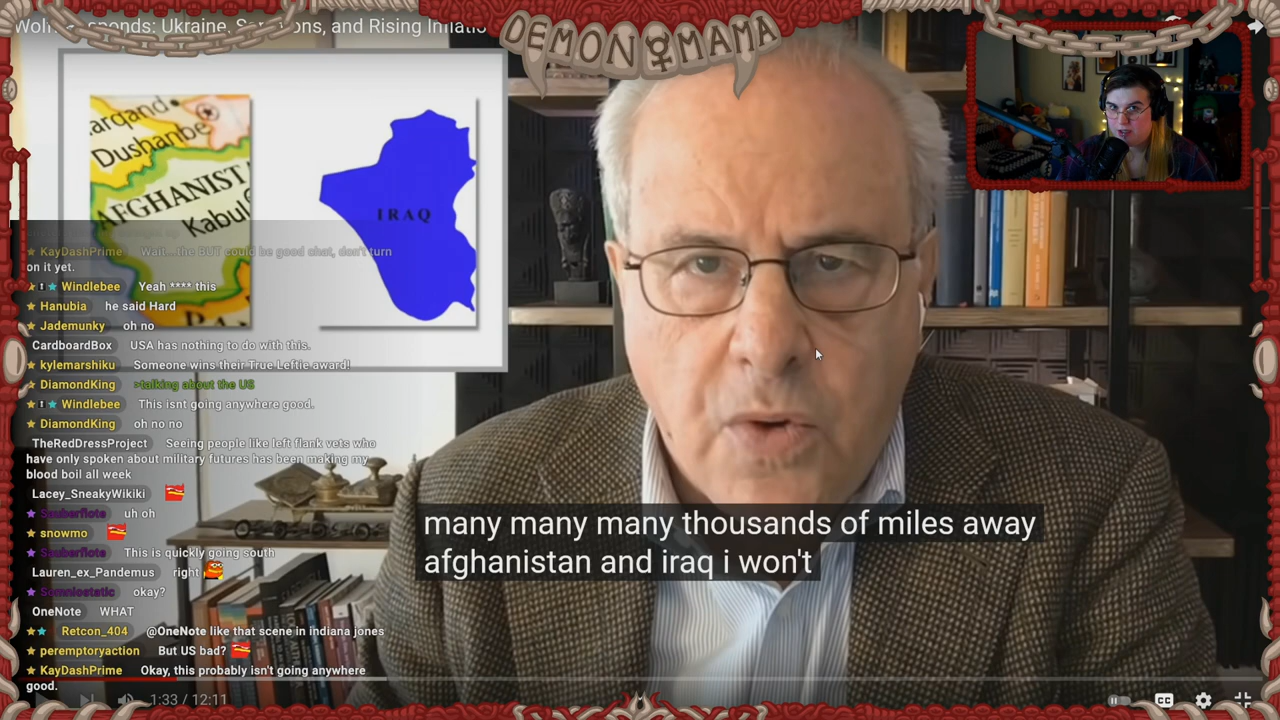 Wol
sponds: Ukraine, S
ons, and Rising Inflatio
DEMON MAMA
arqand
Dushanbe
AFGHANIST
Kabul
IRAQ
KayDashPrime Wait...the BUT could be good chat, don't turn
on it yet.
Windlebee Yeah **** this
Hanubia he said Hard
Jademunky oh no
CardboardBox USA has nothing to do with this.
kylemarshiku Someone wins their True Leftie award!
DiamondKing >talking about the US
Windlebee This isnt going anywhere good.
DiamondKing oh no no
TheRedDressProject Seeing people like left flank vets who
have only spoken about military futures has been making my
blood boil all week
Lacey_SneakyWikiki
Sauberflote uh oh
snowmo
Sauberflote This is quickly going south
Lauren_ex_Pandemus right
Somniostatic okay?
OneNote WHAT
Retcon_404 @OneNote like that scene in indiana jones
peremptoryaction But US bad?
KayDashPrime Okay, this probably isn't going anywhere
good.
many many many thousands of miles away
afghanistan and iraq i won't
1:33 / 12:11
CC